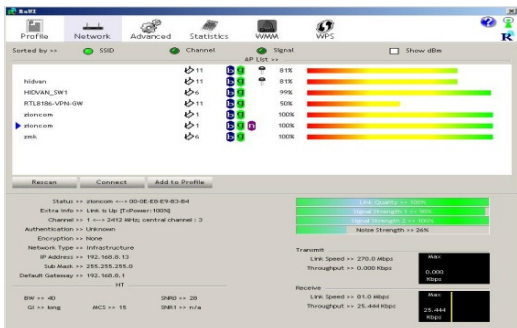 RaUI
Profile Network Advanced Statistics WMM WPS
Sorted by >> SSID Channel Signal Show dBm
AP List >>
11 b g 81%
hidvan 11 b g 81%
HIDVAN_SW1 6 b g 99%
RTL8186-VPN-GW 11 b g 50%
zioncom 1 b g 100%
zioncom 1 b g n 100%
zmk 6 b g 100%
Rescan Connect Add to Profile
Status >> zioncom <--> 00-0E-E0-E9-B3-B4
Extra Info >> Link is Up [TxPower:100%]
Channel >> 1 <--> 2412 MHz; central channel : 3
Authentication >> Unknown
Encryption >> None
Network Type >> Infrastructure
IP Address >> 192.168.0.13
Sub Mask >> 255.255.255.0
Default Gateway >> 192.168.0.1
HT
BW >> 40 SNR0 >> 28
GI >> long MCS >> 15 SNR1 >> n/a
Link Quality >> 100%
Signal Strength 1 >> 98%
Signal Strength 2 >> 100%
Noise Strength >> 26%
Transmit
Link Speed >> 270.0 Mbps
Throughput >> 0.000 Kbps
Max
0.000
Kbps
Receive
Link Speed >> 81.0 Mbps
Throughput >> 25.444 Kbps
Max
25.444
Kbps